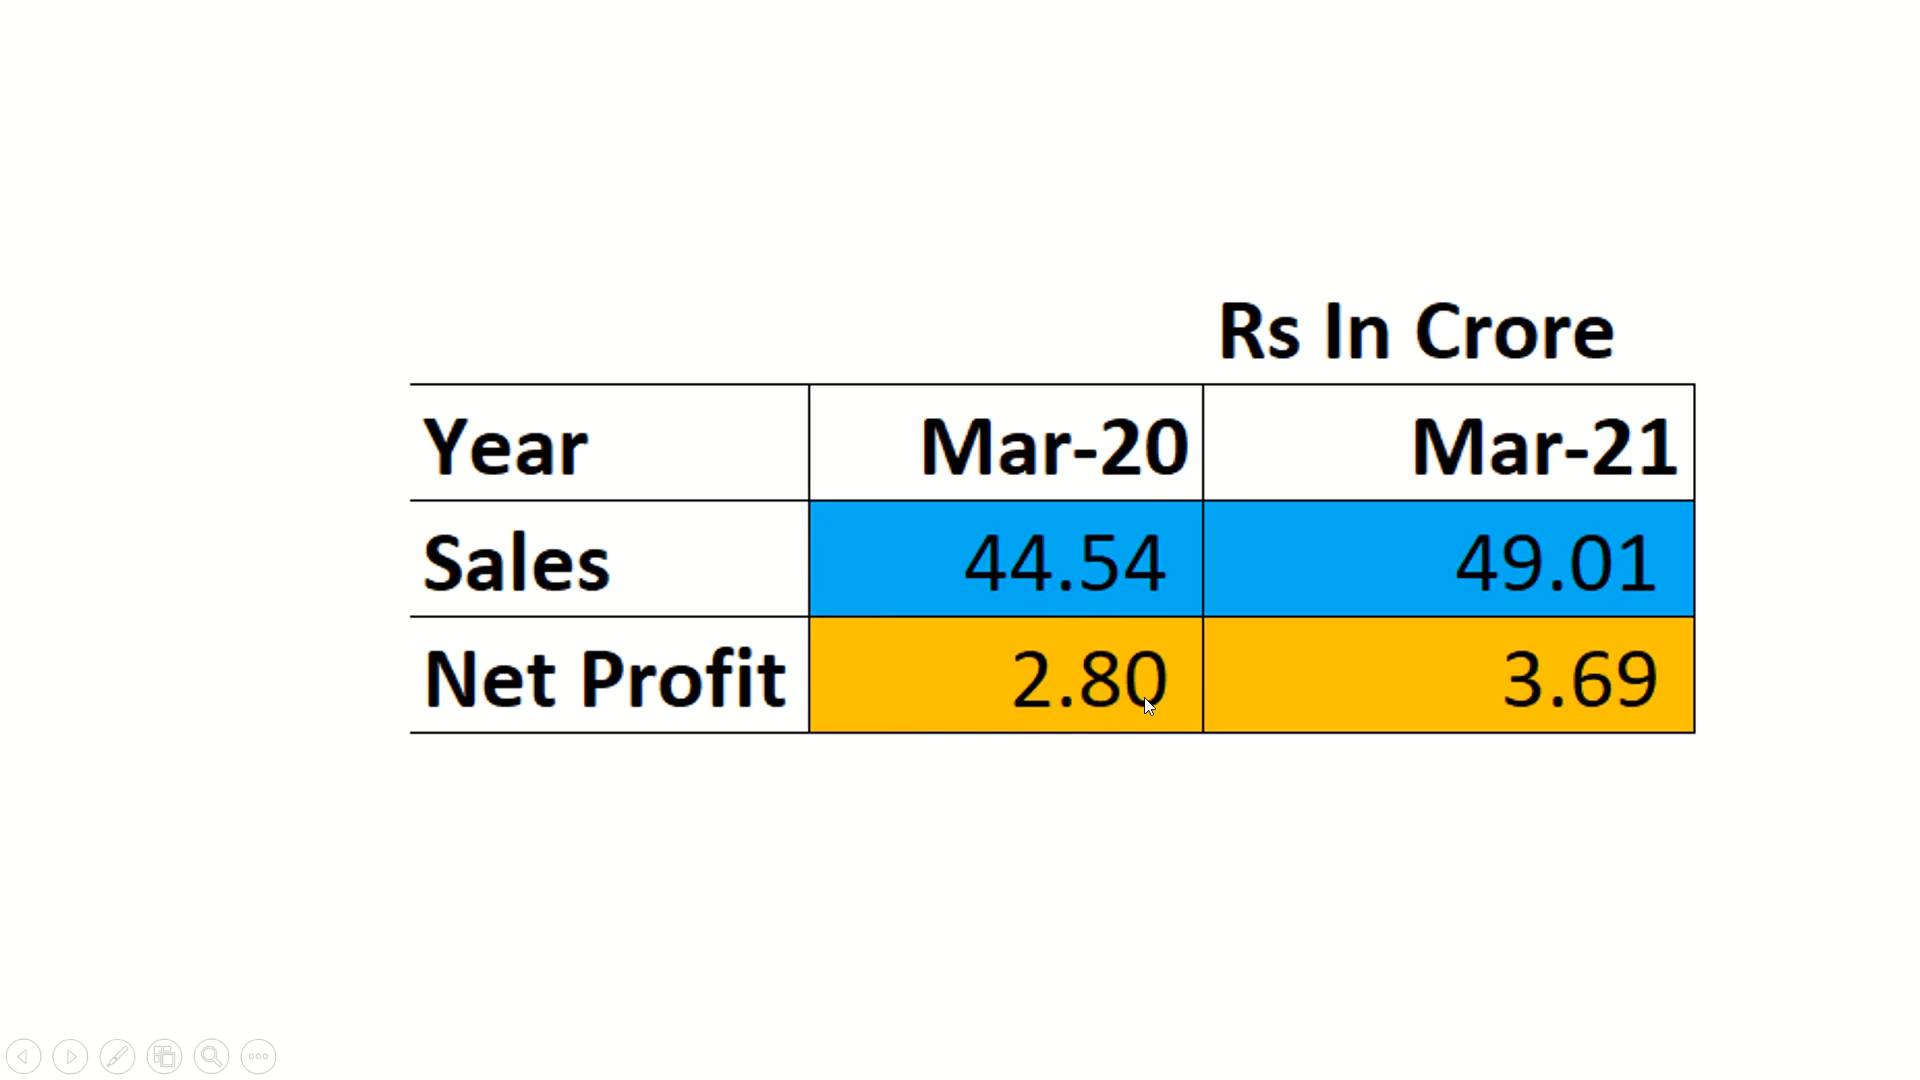 Rs In Crore
Year Mar-20 Mar-21
Sales 44.54 49.01
Net Profit 2.80 3.69